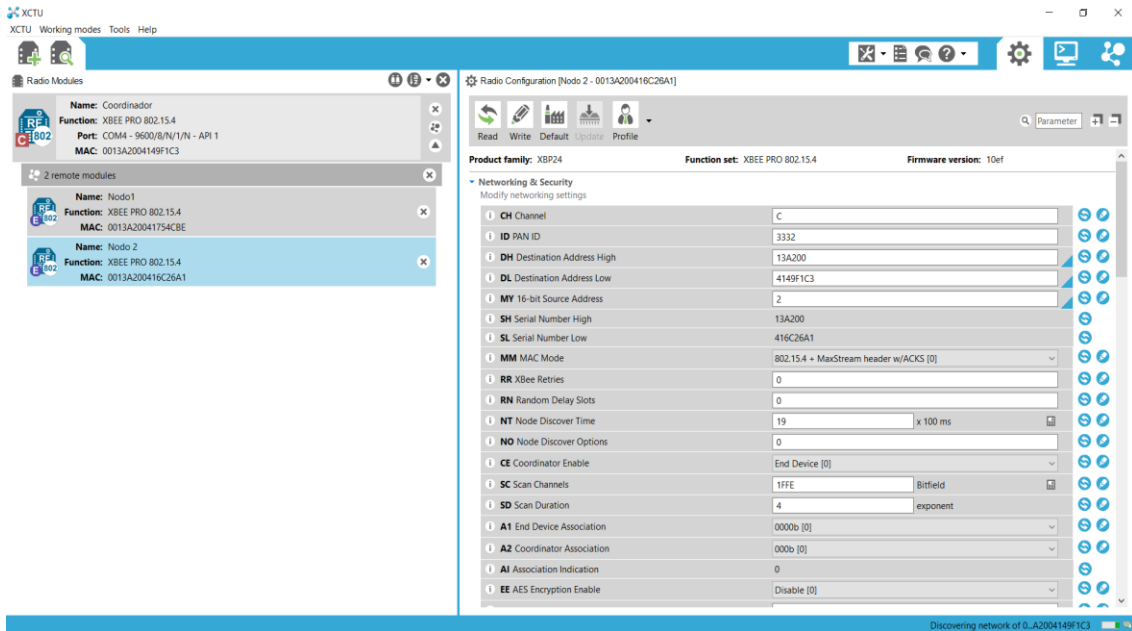 XCTU
XCTU Working modes Tools Help
Radio Modules
Name: Coordinador
Function: XBEE PRO 802.15.4
Port: COM4 - 9600/8/N/1/N - API 1
MAC: 0013A2004149F1C3
2 remote modules
Name: Nodo1
Function: XBEE PRO 802.15.4
MAC: 0013A20041754CBE
Name: Nodo 2
Function: XBEE PRO 802.15.4
MAC: 0013A200416C26A1
Radio Configuration [Nodo 2 - 0013A200416C26A1]
Read Write Default Update Profile
Parameter
Product family: XBP24 Function set: XBEE PRO 802.15.4 Firmware version: 10ef
Networking & Security
Modify networking settings
CH Channel C
ID PAN ID 3332
DH Destination Address High 13A200
DL Destination Address Low 4149F1C3
MY 16-bit Source Address 2
SH Serial Number High 13A200
SL Serial Number Low 416C26A1
MM MAC Mode 802.15.4 + MaxStream header w/ACKS [0]
RR XBee Retries 0
RN Random Delay Slots 0
NT Node Discover Time 19 x 100 ms
NO Node Discover Options 0
CE Coordinator Enable End Device [0]
SC Scan Channels 1FFE Bitfield
SD Scan Duration 4 exponent
A1 End Device Association 0000b [0]
A2 Coordinator Association 000b [0]
AI Association Indication 0
EE AES Encryption Enable Disable [0]
Discovering network of 0..A2004149F1C3